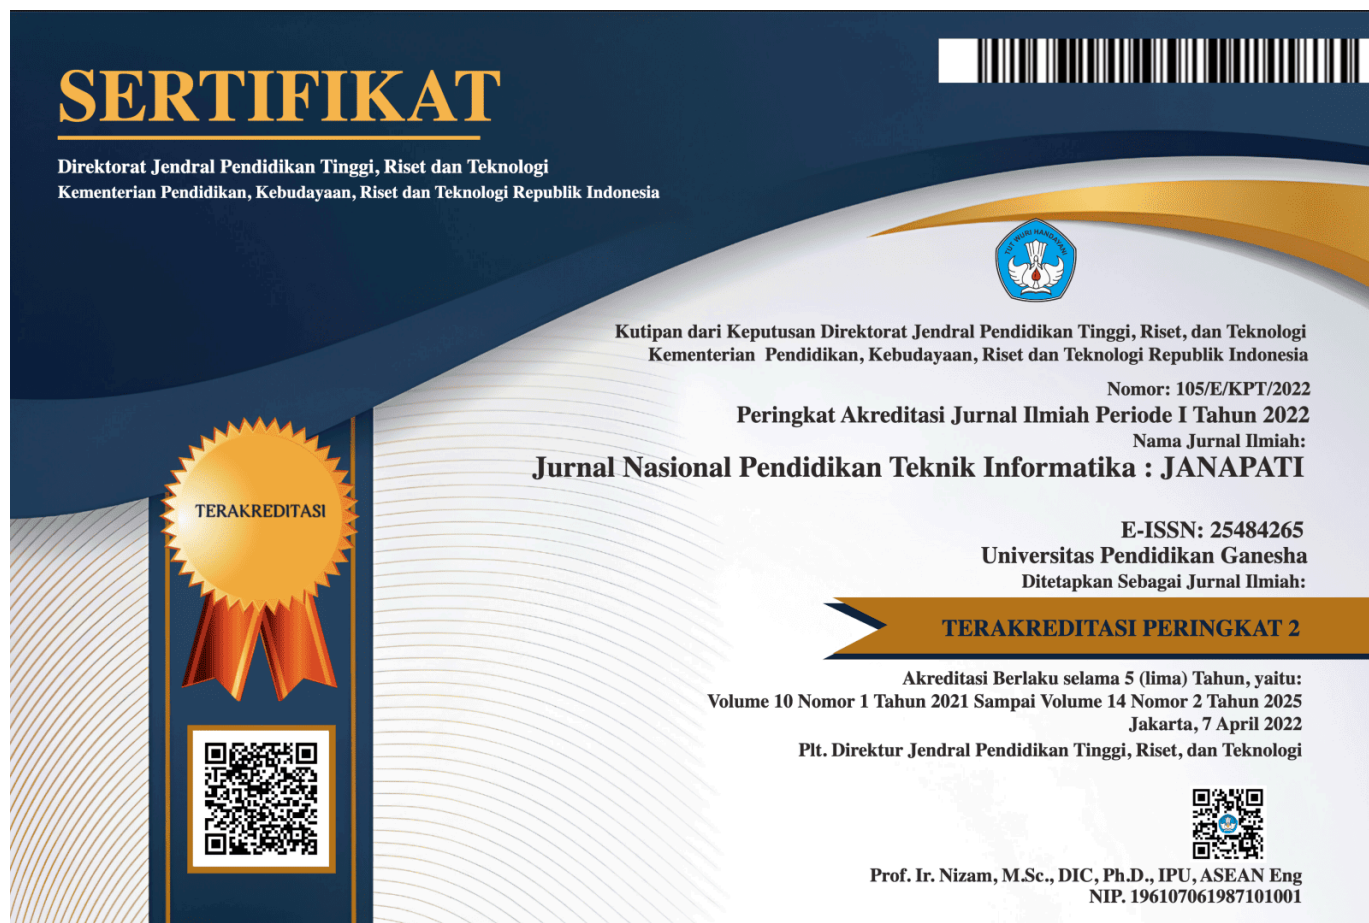 SERTIFIKAT
Direktorat Jendral Pendidikan Tinggi, Riset dan Teknologi
Kementerian Pendidikan, Kebudayaan, Riset dan Teknologi Republik Indonesia
TUT WURI HANDAYANI
Kutipan dari Keputusan Direktorat Jendral Pendidikan Tinggi, Riset, dan Teknologi
Kementerian Pendidikan, Kebudayaan, Riset dan Teknologi Republik Indonesia
Nomor: 105/E/KPT/2022
Peringkat Akreditasi Jurnal Ilmiah Periode I Tahun 2022
Nama Jurnal Ilmiah:
Jurnal Nasional Pendidikan Teknik Informatika : JANAPATI
TERAKREDITASI
E-ISSN: 25484265
Universitas Pendidikan Ganesha
Ditetapkan Sebagai Jurnal Ilmiah:
TERAKREDITASI PERINGKAT 2
Akreditasi Berlaku selama 5 (lima) Tahun, yaitu:
Volume 10 Nomor 1 Tahun 2021 Sampai Volume 14 Nomor 2 Tahun 2025
Jakarta, 7 April 2022
Plt. Direktur Jendral Pendidikan Tinggi, Riset, dan Teknologi
Prof. Ir. Nizam, M.Sc., DIC, Ph.D., IPU, ASEAN Eng
NIP. 196107061987101001